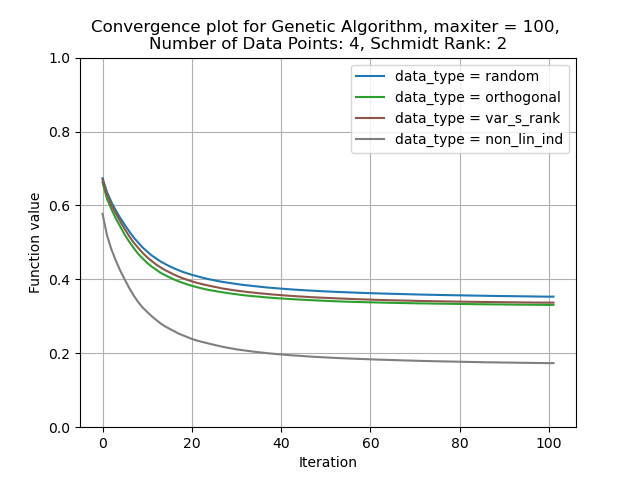 Convergence plot for Genetic Algorithm, maxiter = 100,
Number of Data Points: 4, Schmidt Rank: 2
data_type = random
data_type = orthogonal
data_type = var_s_rank
data_type = non_lin_ind
Function value
1.0
0.8
0.6
0.4
0.2
0.0
0 20 40 60 80 100
Iteration